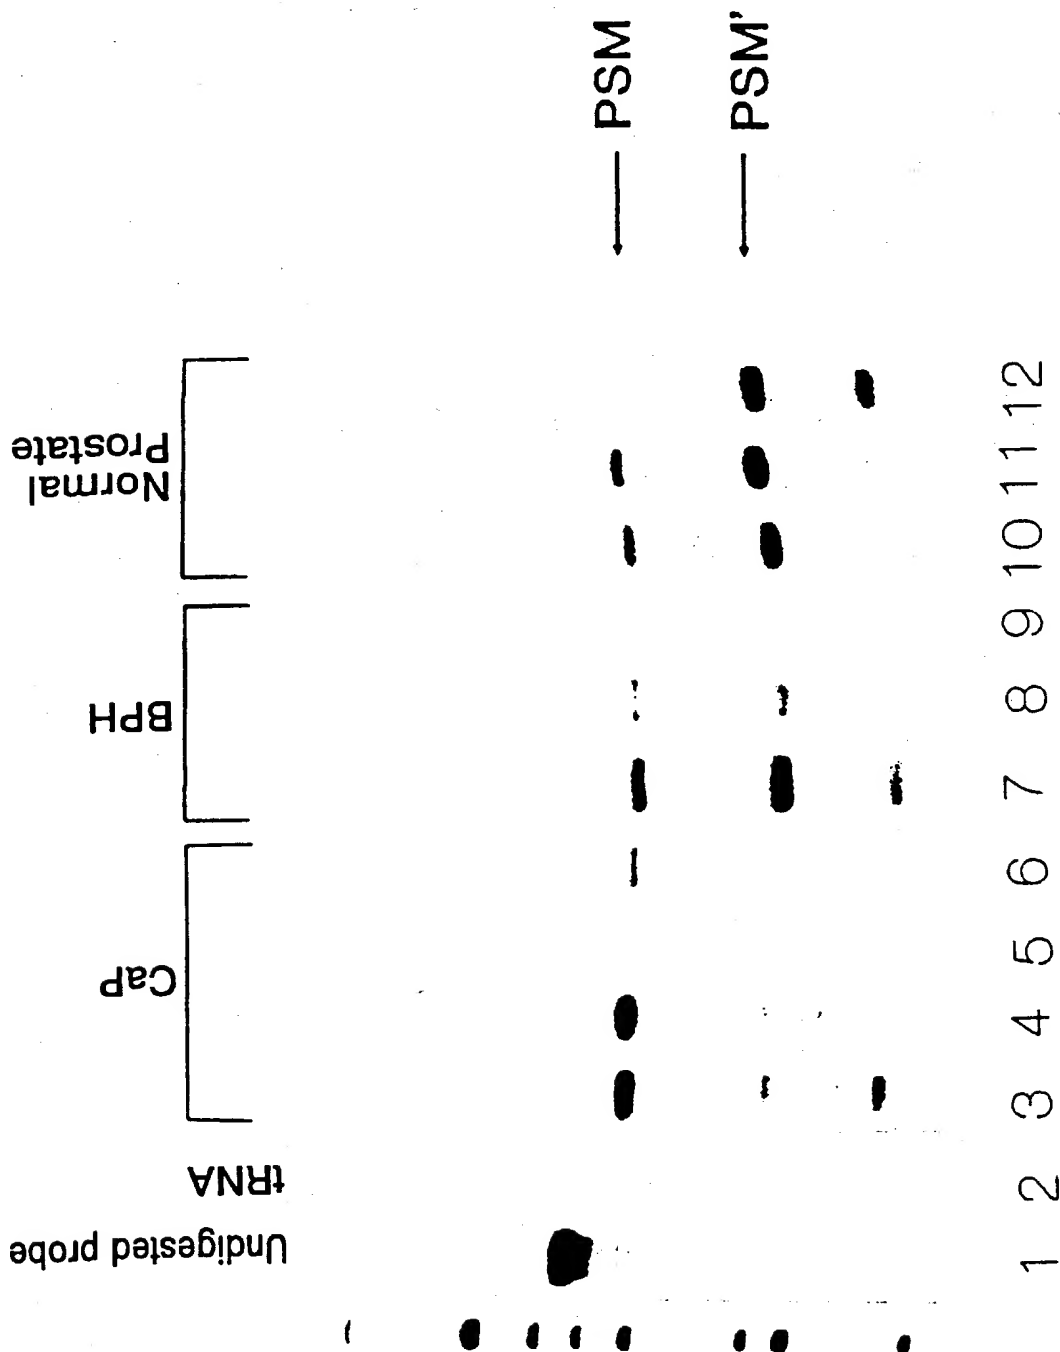 Undigested probe
tRNA
CaP
BPH
Normal
Prostate
PSM
PSM'
1 2 3 4 5 6 7 8 9 10 11 12